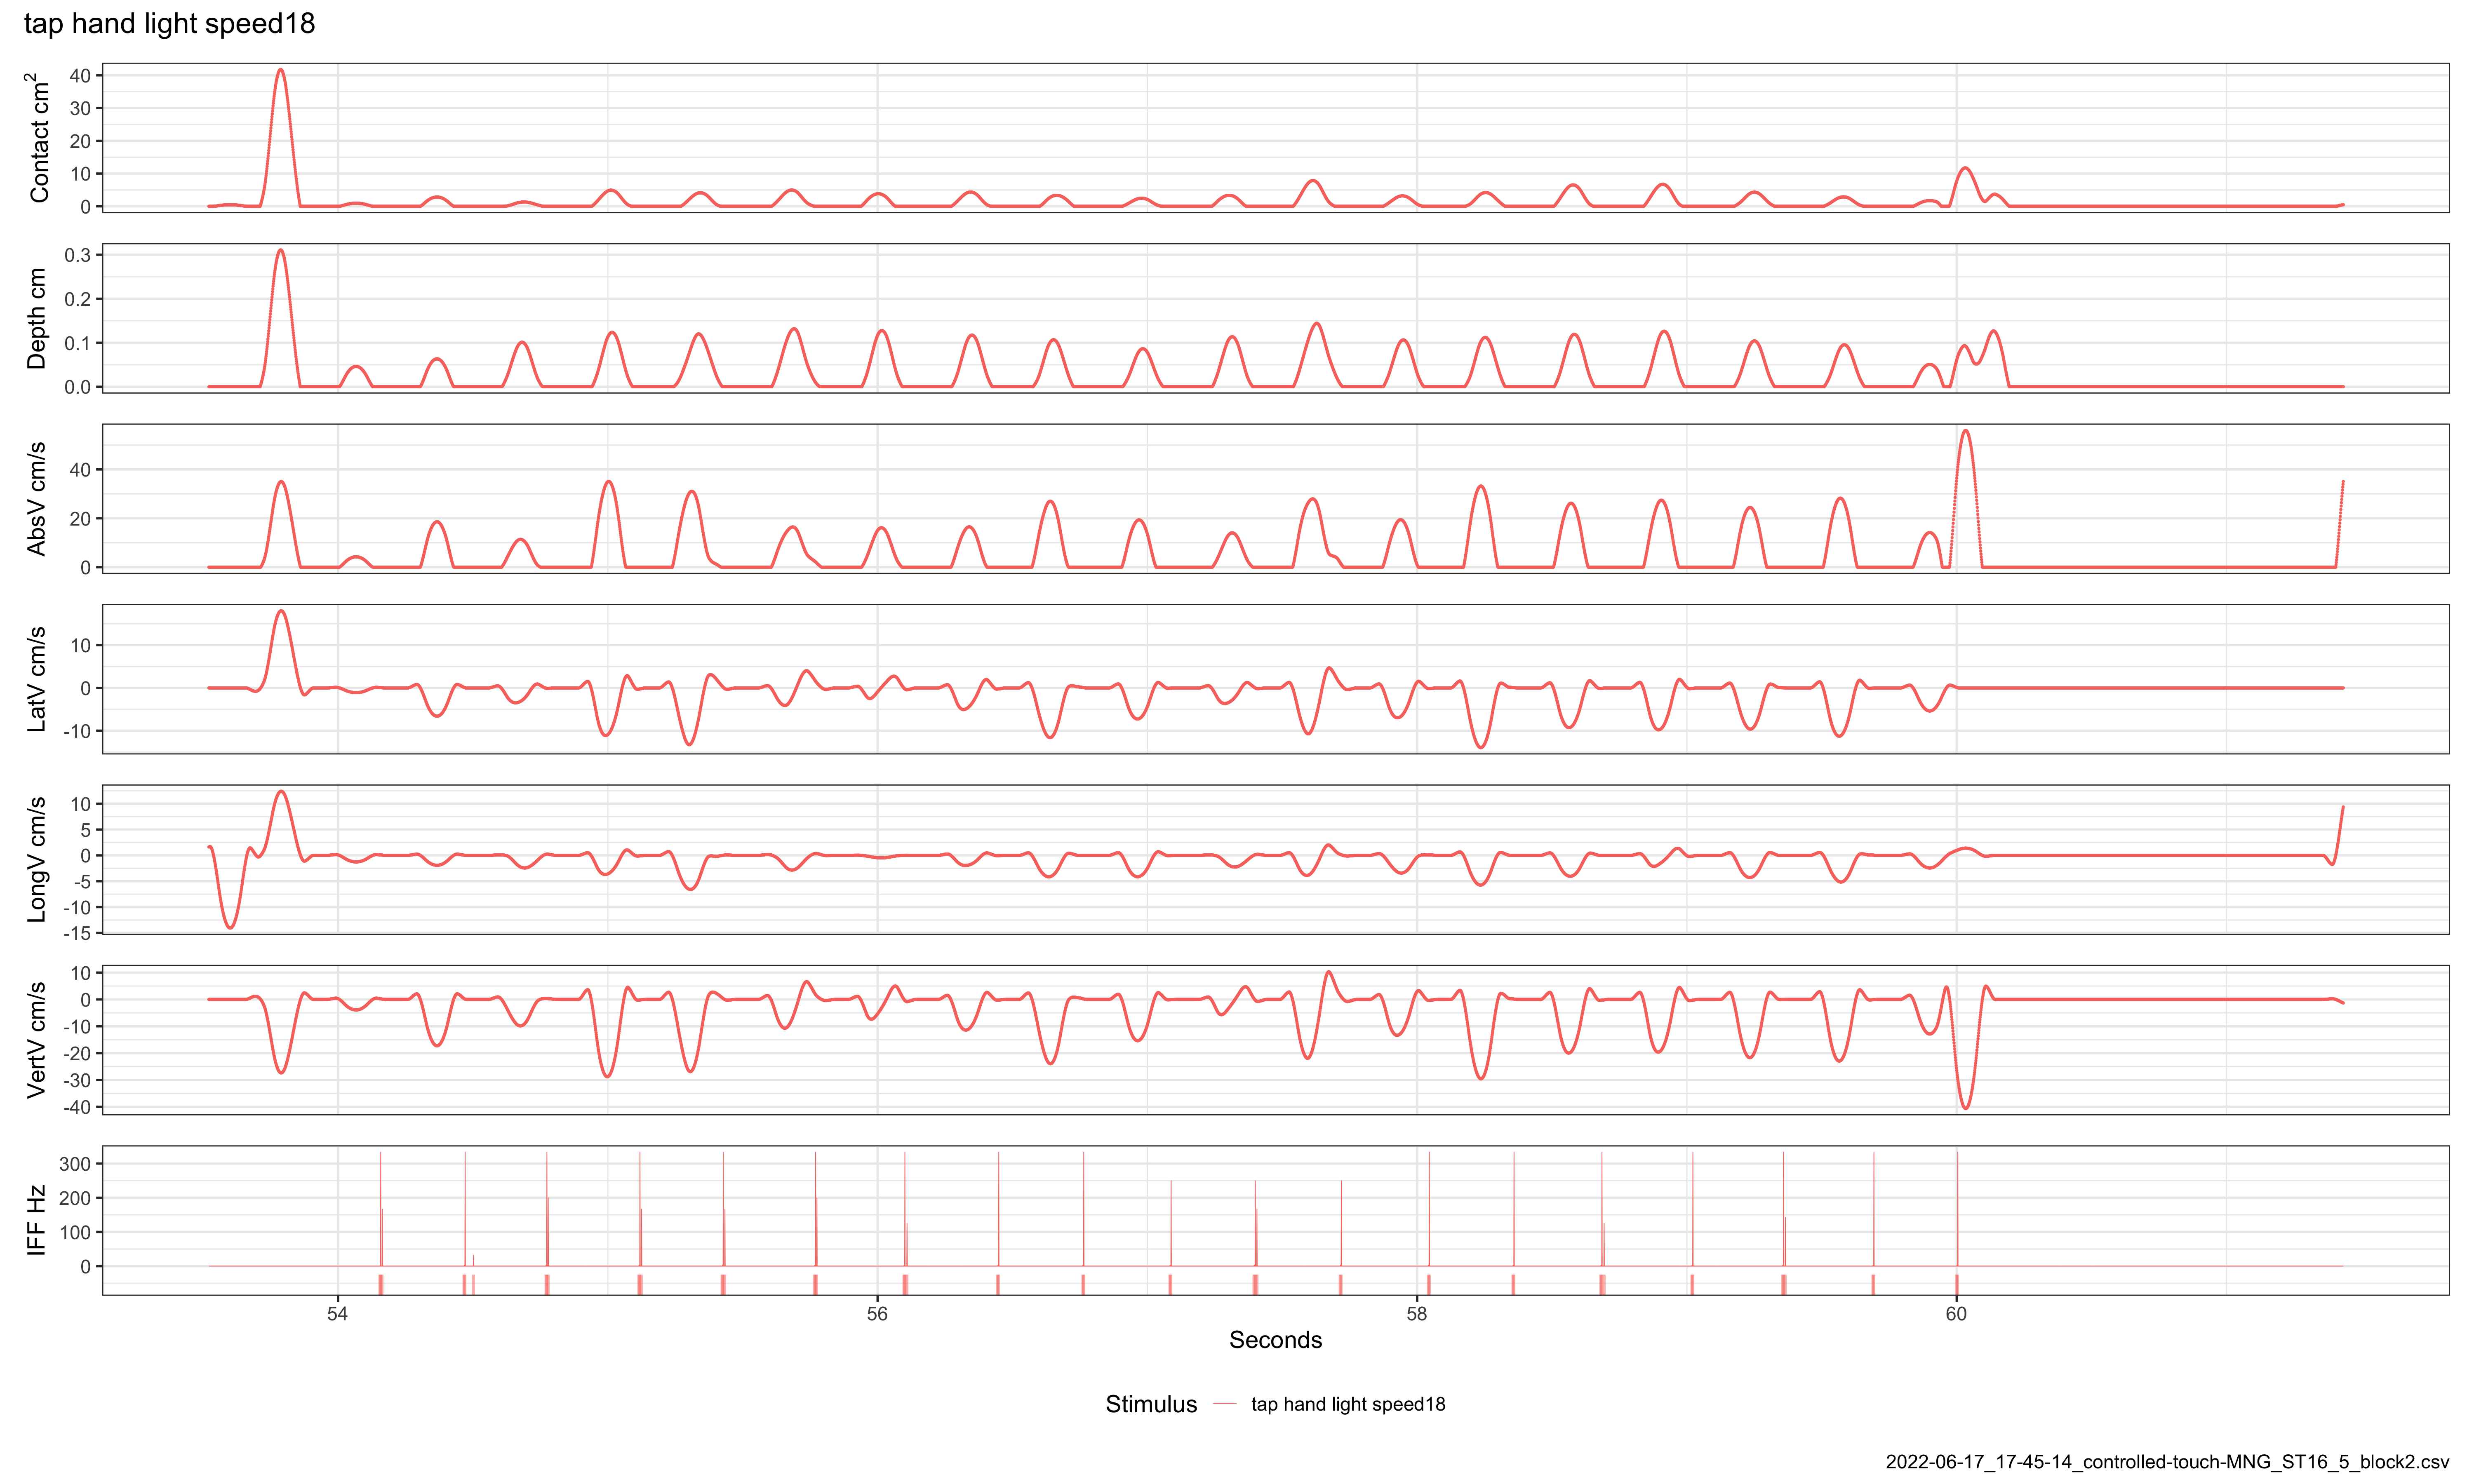 tap hand light speed18
Contact cm²
40
30
20
10
0
Depth cm
0.3
0.2
0.1
0.0
AbsV cm/s
40
20
0
LatV cm/s
10
0
-10
LongV cm/s
10
5
0
-5
-10
-15
VertV cm/s
10
0
-10
-20
-30
-40
IFF Hz
300
200
100
0
54 56 58 60
Seconds
Stimulus tap hand light speed18
2022-06-17_17-45-14_controlled-touch-MNG_ST16_5_block2.csv